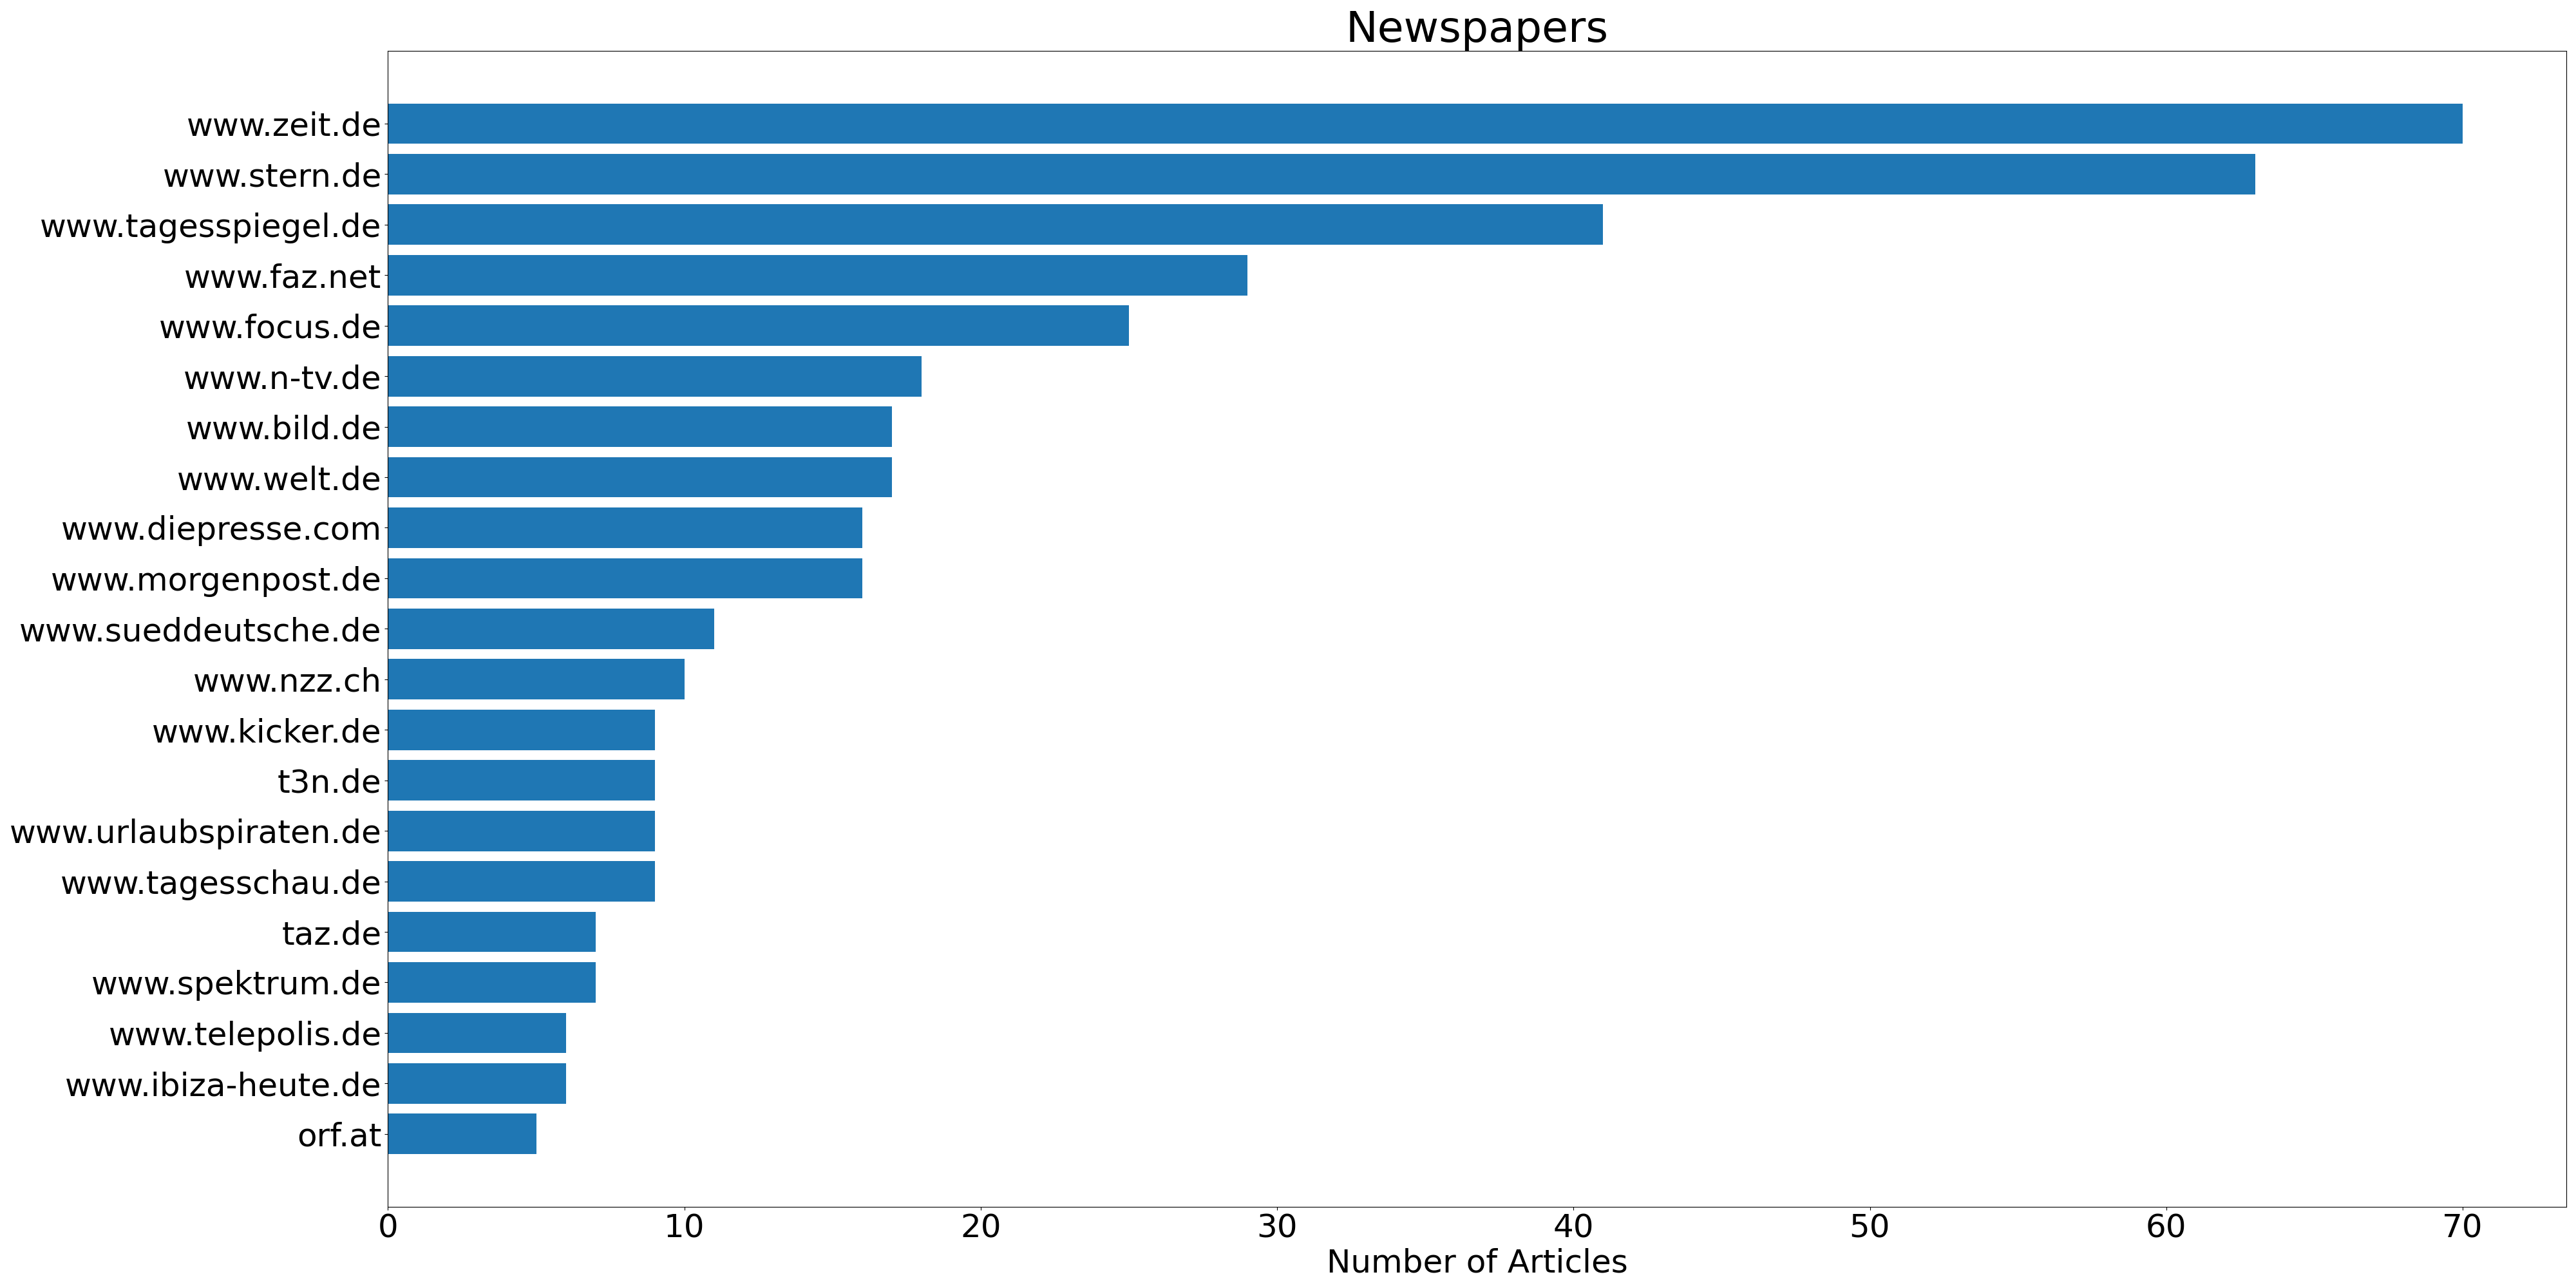 Newspapers
www.zeit.de
www.stern.de
www.tagesspiegel.de
www.faz.net
www.focus.de
www.n-tv.de
www.bild.de
www.welt.de
www.diepresse.com
www.morgenpost.de
www.sueddeutsche.de
www.nzz.ch
www.kicker.de
t3n.de
www.urlaubspiraten.de
www.tagesschau.de
taz.de
www.spektrum.de
www.telepolis.de
www.ibiza-heute.de
orf.at
0 10 20 30 40 50 60 70
Number of Articles